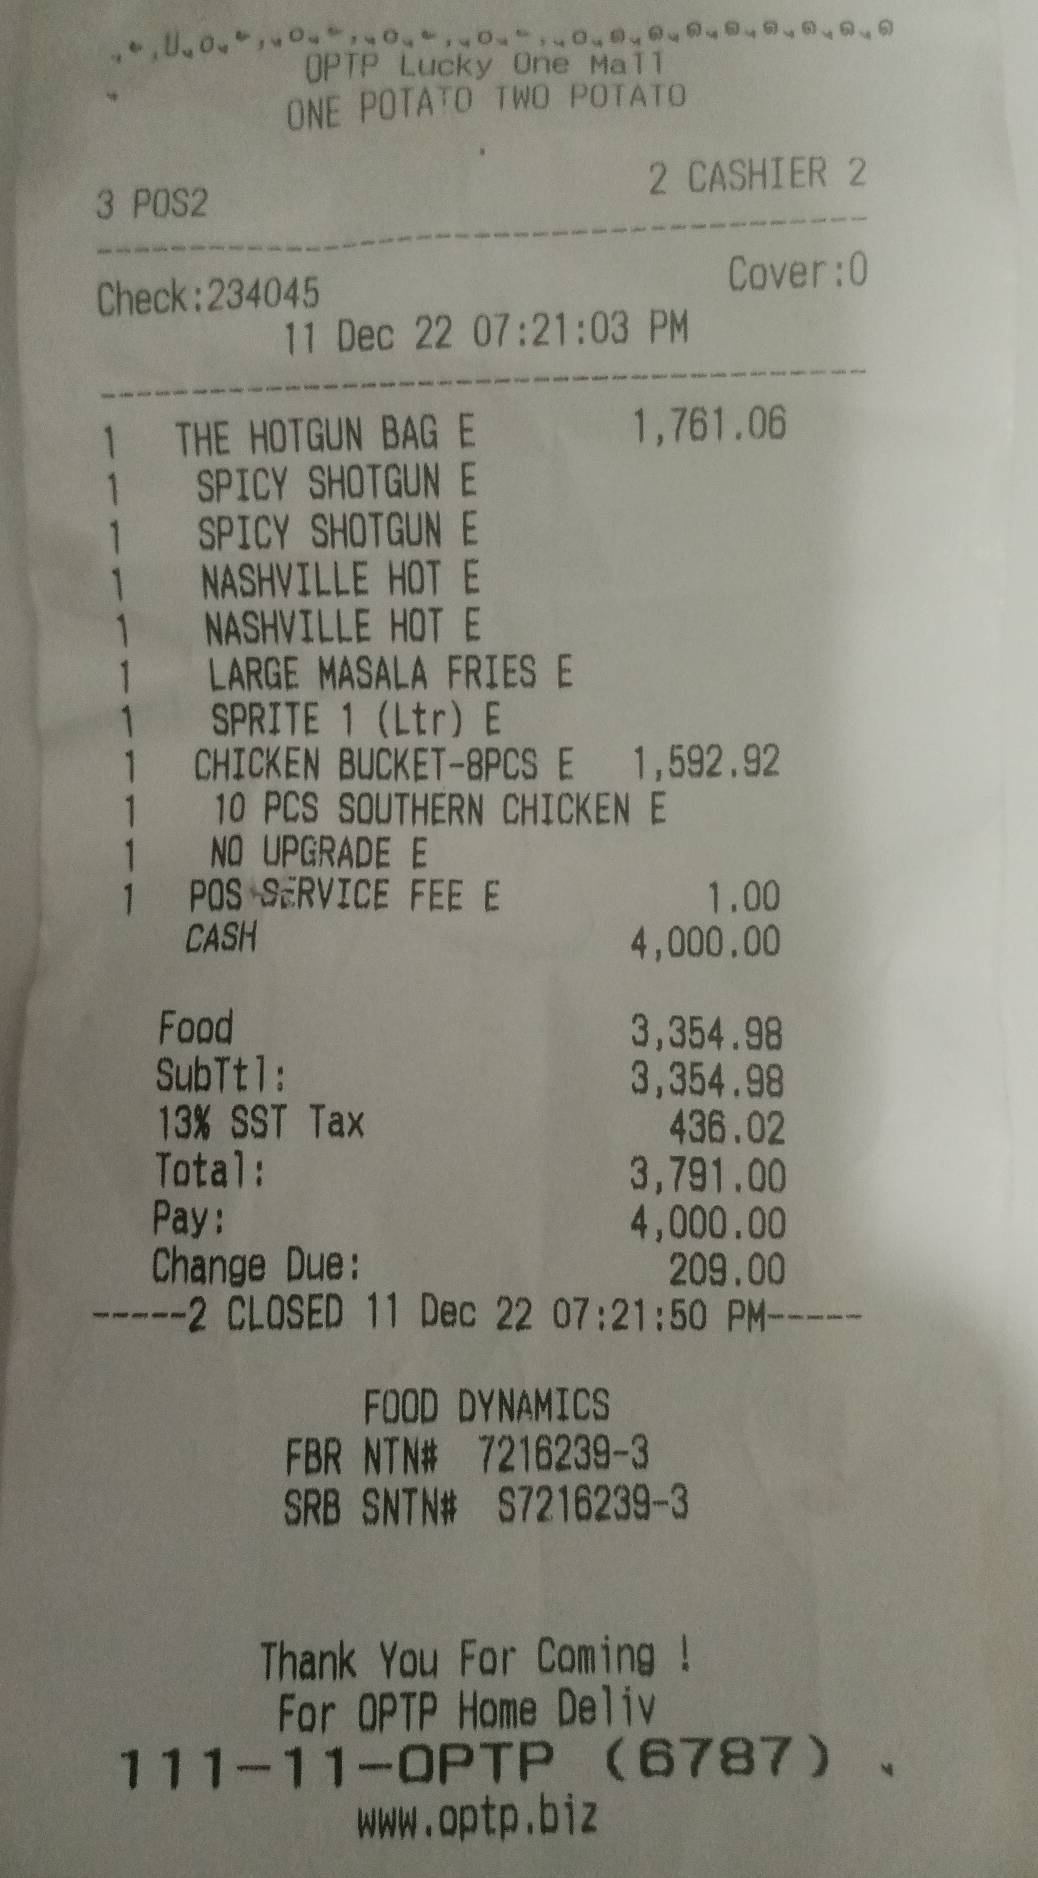 OPTP Lucky One Mall
ONE POTATO TWO POTATO
3 POS2 2 CASHIER 2
Check:234045 Cover:0
11 Dec 22 07:21:03 PM
1 THE HOTGUN BAG E 1,761.06
1 SPICY SHOTGUN E
1 SPICY SHOTGUN E
1 NASHVILLE HOT E
1 NASHVILLE HOT E
1 LARGE MASALA FRIES E
1 SPRITE 1 (Ltr) E
1 CHICKEN BUCKET-8PCS E 1,592.92
1 10 PCS SOUTHERN CHICKEN E
1 NO UPGRADE E
1 POS SERVICE FEE E 1.00
CASH 4,000.00
Food 3,354.98
SubTtl: 3,354.98
13% SST Tax 436.02
Total: 3,791.00
Pay: 4,000.00
Change Due: 209.00
-----2 CLOSED 11 Dec 22 07:21:50 PM-----
FOOD DYNAMICS
FBR NTN# 7216239-3
SRB SNTN# S7216239-3
Thank You For Coming !
For OPTP Home Deliv
111-11-OPTP (6787)
www.optp.biz